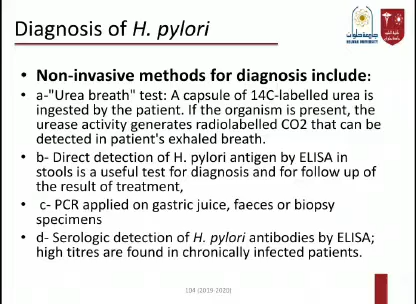 Diagnosis of H. pylori
جامعة حلوان
HELWAN UNIVERSITY
• Non-invasive methods for diagnosis include:
• a-"Urea breath" test: A capsule of 14C-labelled urea is
ingested by the patient. If the organism is present, the
urease activity generates radiolabelled CO2 that can be
detected in patient's exhaled breath.
• b- Direct detection of H. pylori antigen by ELISA in
stools is a useful test for diagnosis and for follow up of
the result of treatment,
• c- PCR applied on gastric juice, faeces or biopsy
specimens
• d- Serologic detection of H. pylori antibodies by ELISA;
high titres are found in chronically infected patients.
104 (2019-2020)